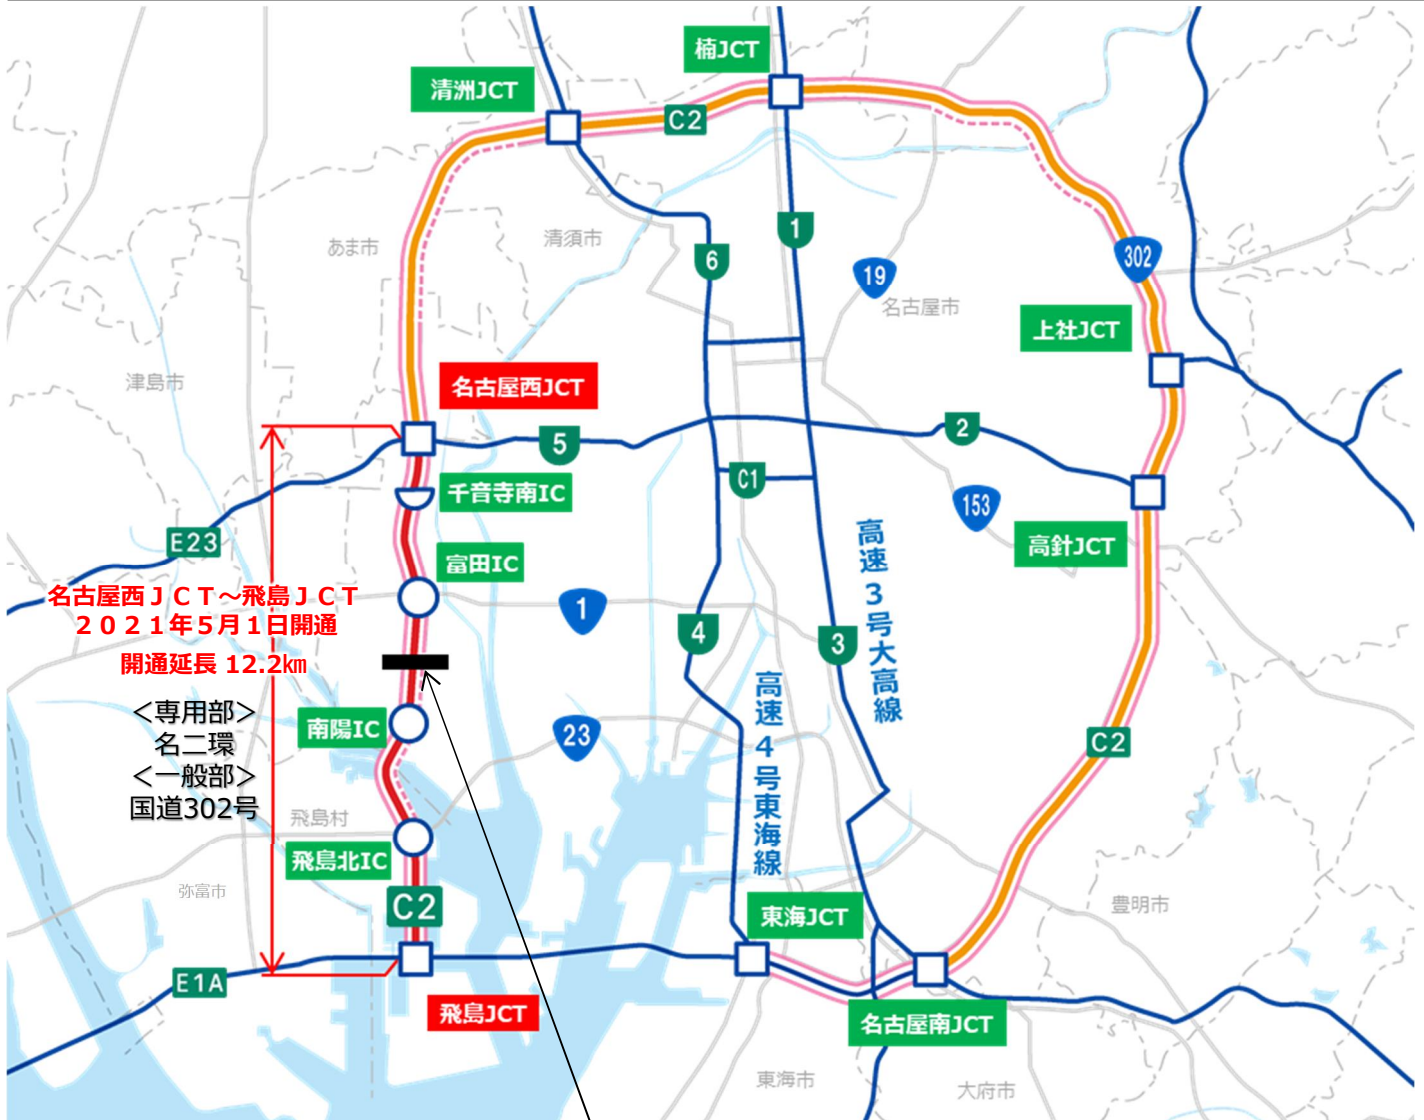 楠JCT
清洲JCT
C2
あま市
清須市
6
1
19
302
名古屋市
上社JCT
津島市
名古屋西JCT
5
2
千音寺南IC
C1
153
E23
高針JCT
富田IC
名古屋西ＪＣＴ～飛島ＪＣＴ
２０２１年５月１日開通
開通延長 12.2㎞
1
4
3
高速３号大高線
高速４号東海線
＜専用部＞
名二環
＜一般部＞
国道302号
南陽IC
23
C2
飛島村
飛島北IC
弥富市
C2
東海JCT
豊明市
E1A
飛島JCT
名古屋南JCT
東海市
大府市